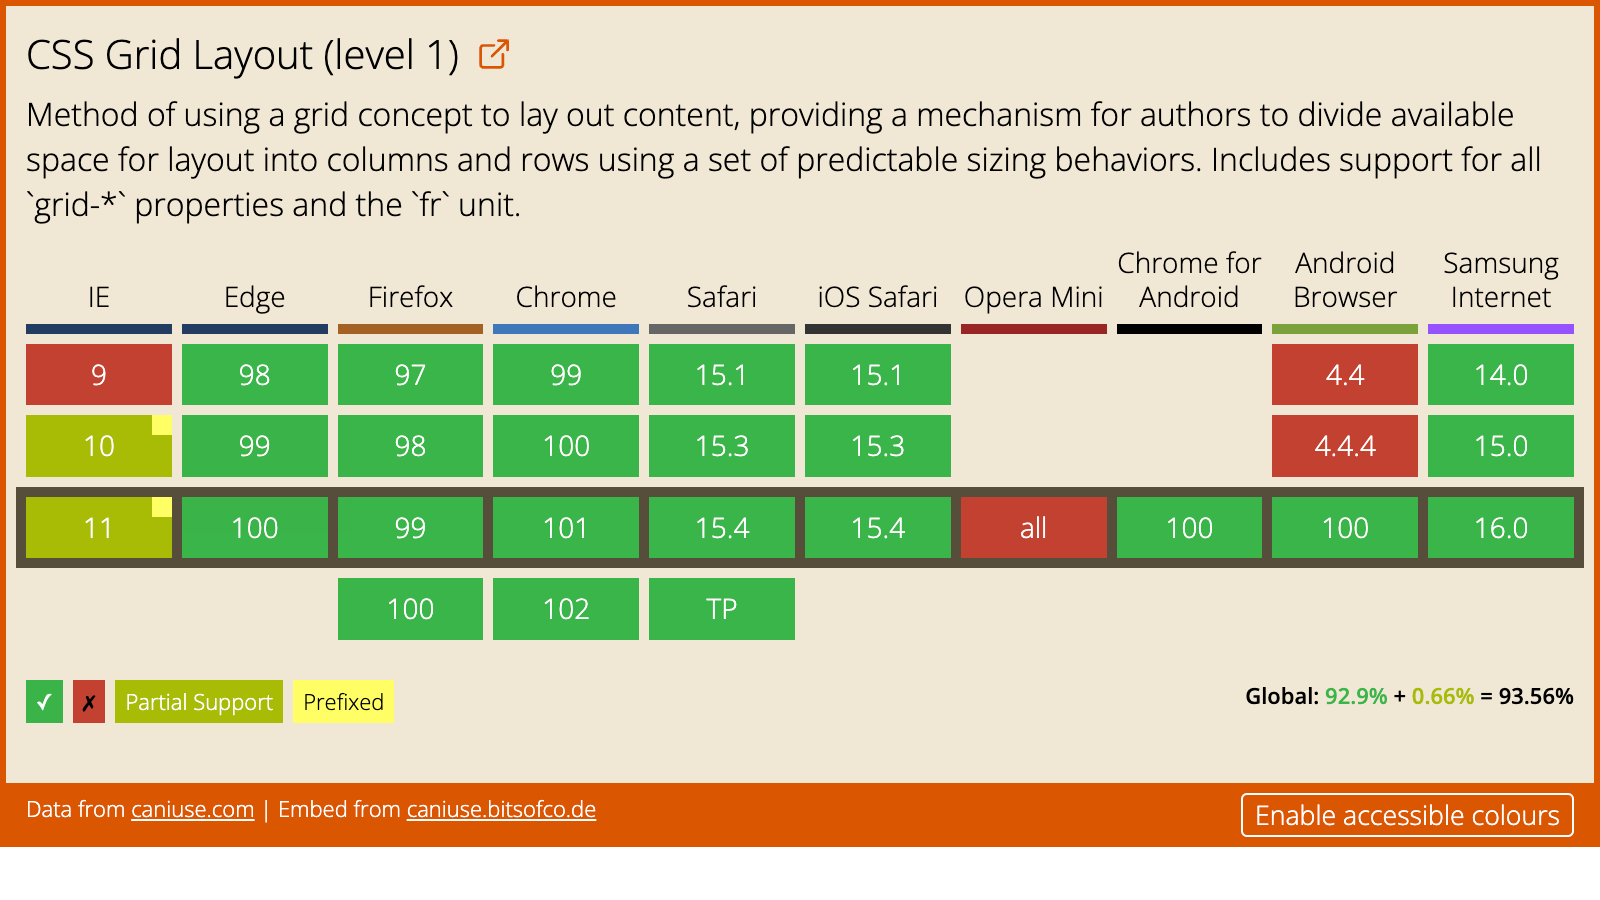 CSS Grid Layout (level 1)
Method of using a grid concept to lay out content, providing a mechanism for authors to divide available
space for layout into columns and rows using a set of predictable sizing behaviors. Includes support for all
`grid-*` properties and the `fr` unit.
IE Edge Firefox Chrome Safari iOS Safari Opera Mini Chrome for Android Android Browser Samsung Internet
9 98 97 99 15.1 15.1 4.4 14.0
10 99 98 100 15.3 15.3 4.4.4 15.0
11 100 99 101 15.4 15.4 all 100 100 16.0
100 102 TP
✓ ✗ Partial Support Prefixed
Global: 92.9% + 0.66% = 93.56%
Data from caniuse.com | Embed from caniuse.bitsofco.de
Enable accessible colours